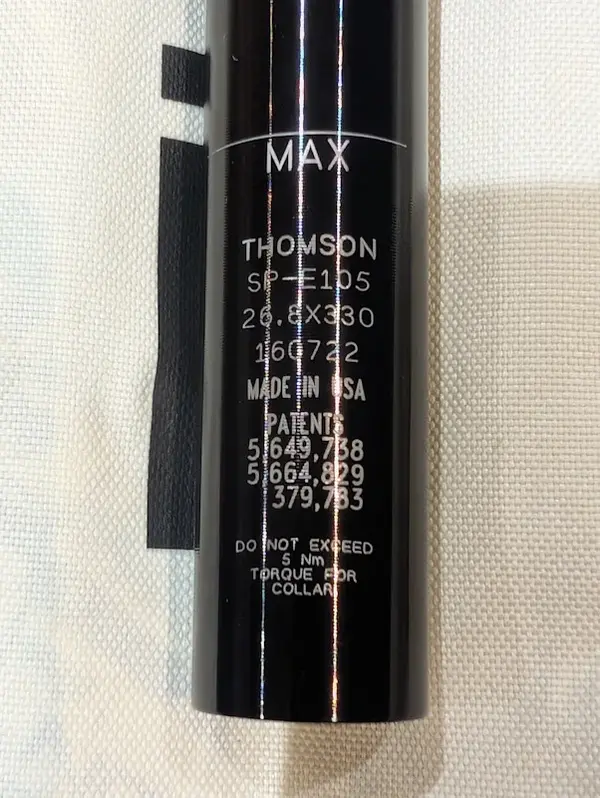 MAX
THOMSON
SP-E105
26.8X330
160722
MADE IN USA
PATENTS
5,649,738
5,664,829
379,783
DO NOT EXCEED
5 Nm
TORQUE FOR
COLLAR